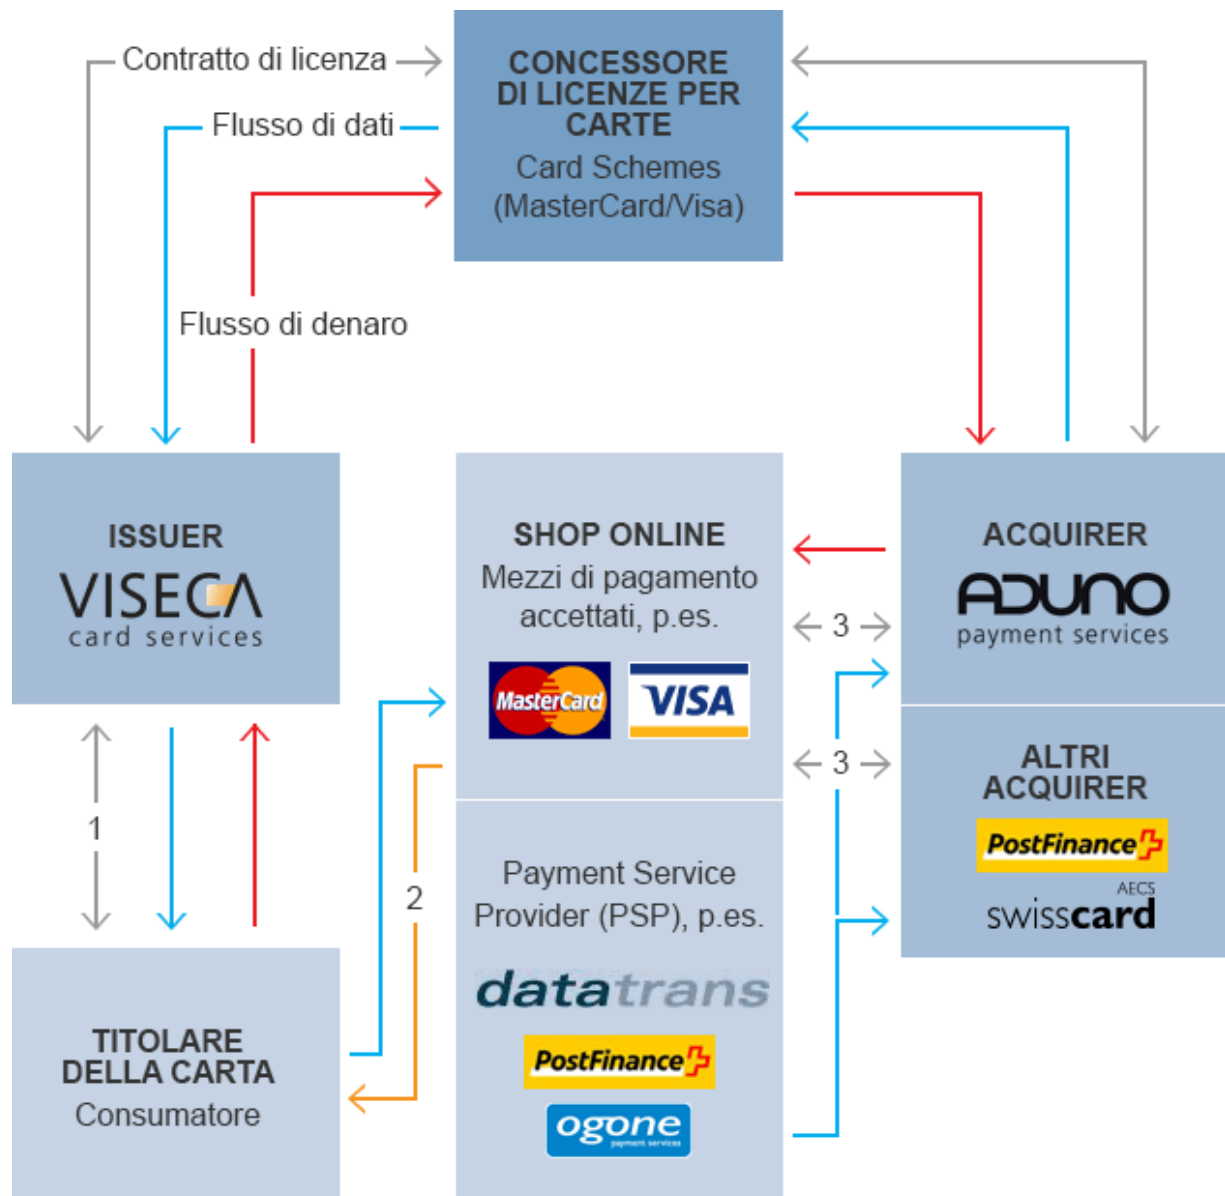 Contratto di licenza
CONCESSORE
DI LICENZE PER
CARTE
Card Schemes
(MasterCard/Visa)
Flusso di dati
Flusso di denaro
ISSUER
VISECA
card services
SHOP ONLINE
Mezzi di pagamento
accettati, p.es.
MasterCard
VISA
ACQUIRER
ADUNO
payment services
3
3
ALTRI
ACQUIRER
PostFinance
AECS
swisscard
1
2
Payment Service
Provider (PSP), p.es.
datatrans
PostFinance
ogone
payment services
TITOLARE
DELLA CARTA
Consumatore